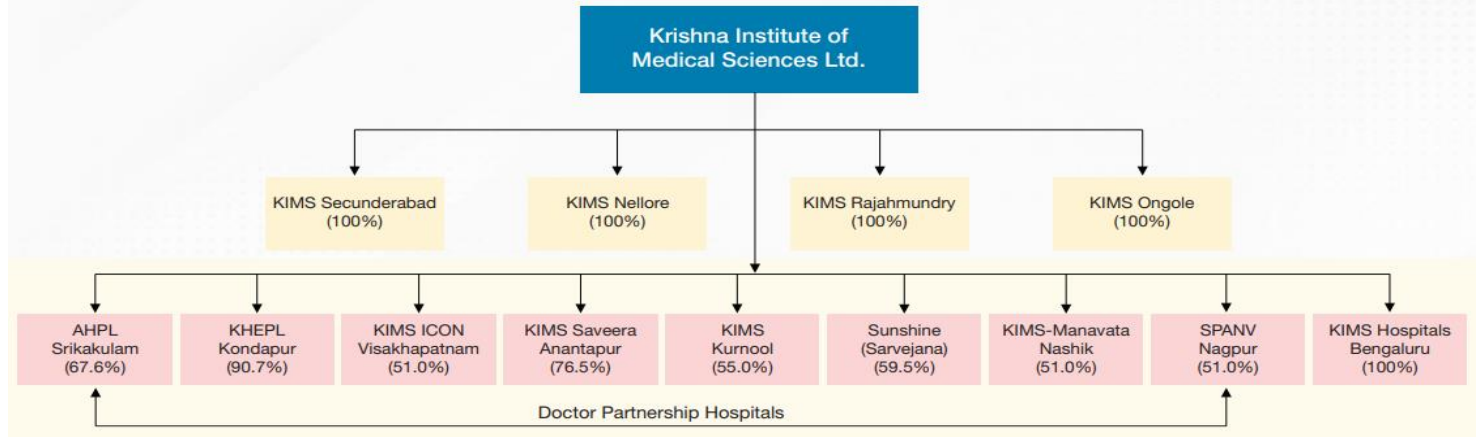 Krishna Institute of
Medical Sciences Ltd.
KIMS Secunderabad
(100%)
KIMS Nellore
(100%)
KIMS Rajahmundry
(100%)
KIMS Ongole
(100%)
AHPL
Srikakulam
(67.6%)
KHEPL
Kondapur
(90.7%)
KIMS ICON
Visakhapatnam
(51.0%)
KIMS Saveera
Anantapur
(76.5%)
KIMS
Kurnool
(55.0%)
Sunshine
(Sarvejana)
(59.5%)
KIMS-Manavata
Nashik
(51.0%)
SPANV
Nagpur
(51.0%)
KIMS Hospitals
Bengaluru
(100%)
Doctor Partnership Hospitals